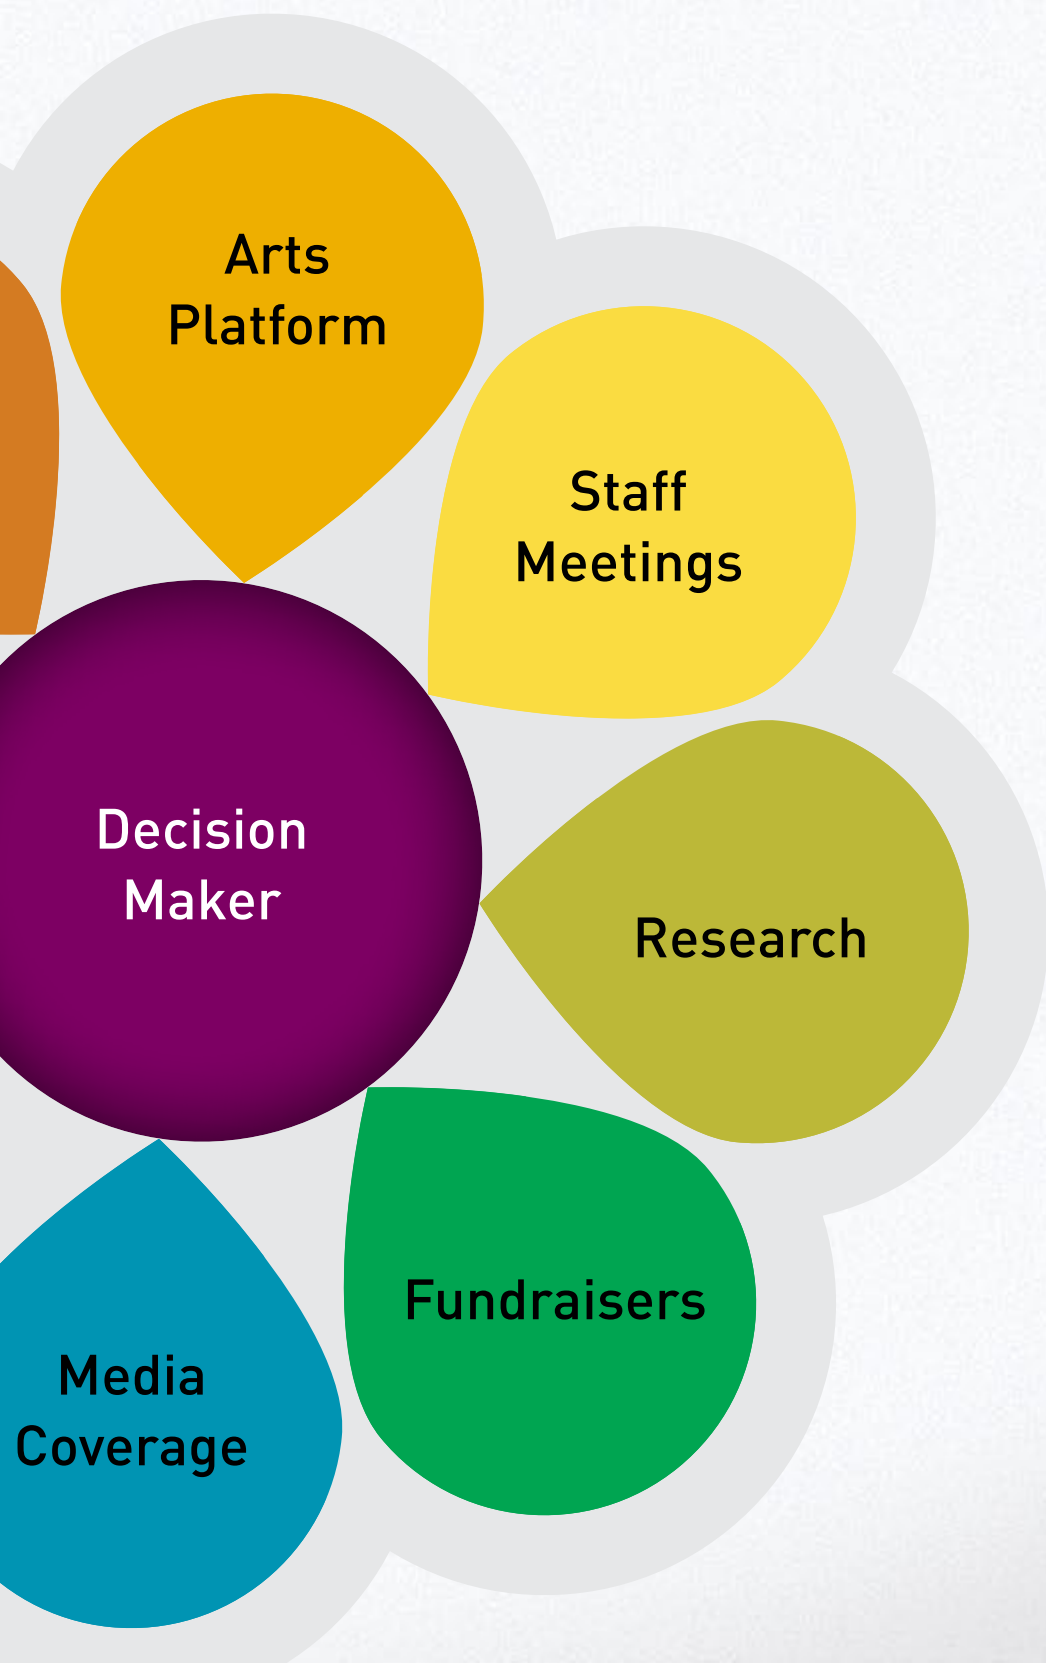 Arts
Platform
Staff
Meetings
Decision
Maker
Research
Fundraisers
Media
Coverage